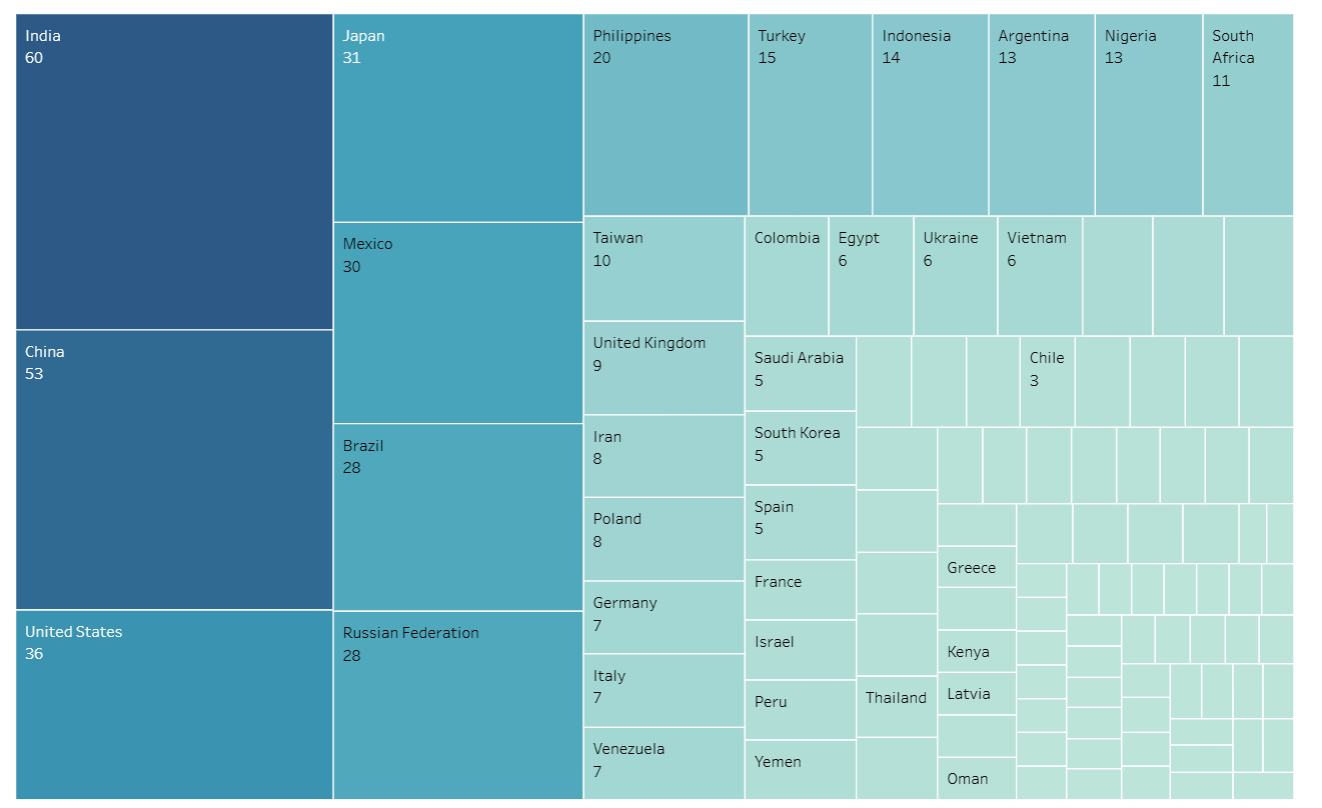 India
60
China
53
United States
36
Japan
31
Mexico
30
Brazil
28
Russian Federation
28
Philippines
20
Turkey
15
Indonesia
14
Argentina
13
Nigeria
13
South
Africa
11
Taiwan
10
United Kingdom
9
Iran
8
Poland
8
Germany
7
Italy
7
Venezuela
7
Colombia
Egypt
6
Ukraine
6
Vietnam
6
Saudi Arabia
5
South Korea
5
Spain
5
France
Israel
Peru
Yemen
Chile
3
Thailand
Greece
Kenya
Latvia
Oman